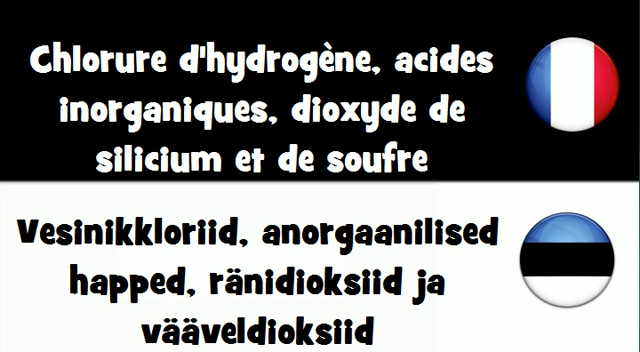 Chlorure d'hydrogène, acides
inorganiques, dioxyde de
silicium et de soufre
Vesinikkloriid, anorgaanilised
happed, ränidioksiid ja
vääveldioksiid